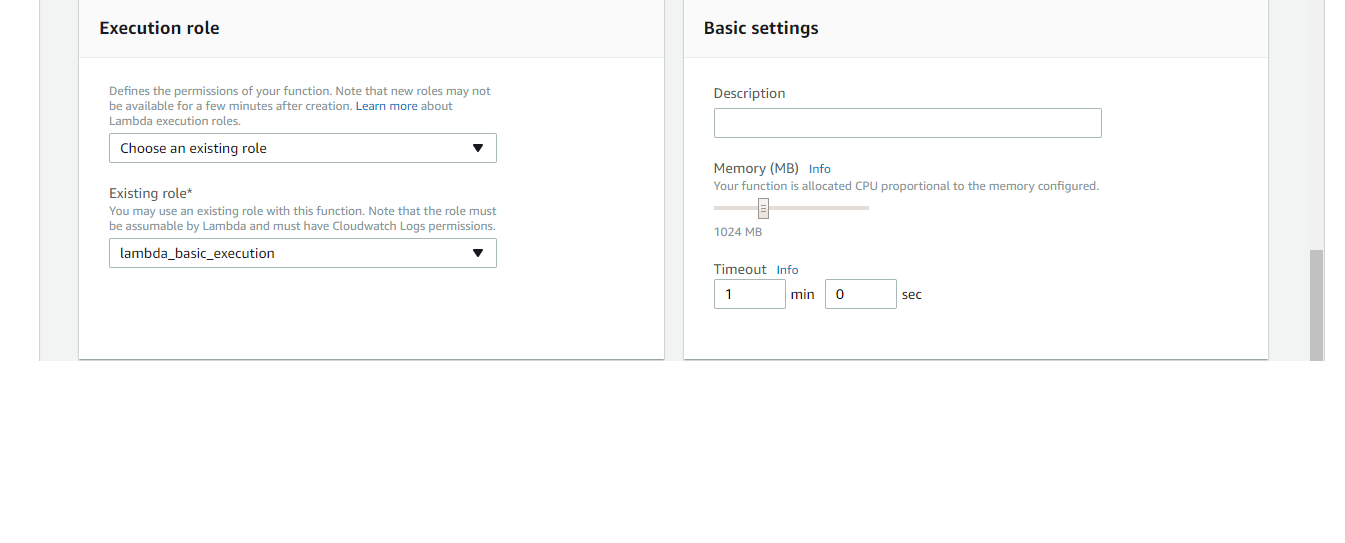 Execution role
Defines the permissions of your function. Note that new roles may not
be available for a few minutes after creation. Learn more about
Lambda execution roles.
Choose an existing role
Existing role*
You may use an existing role with this function. Note that the role must
be assumable by Lambda and must have Cloudwatch Logs permissions.
lambda_basic_execution
Basic settings
Description
Memory (MB) Info
Your function is allocated CPU proportional to the memory configured.
1024 MB
Timeout Info
1 min 0 sec